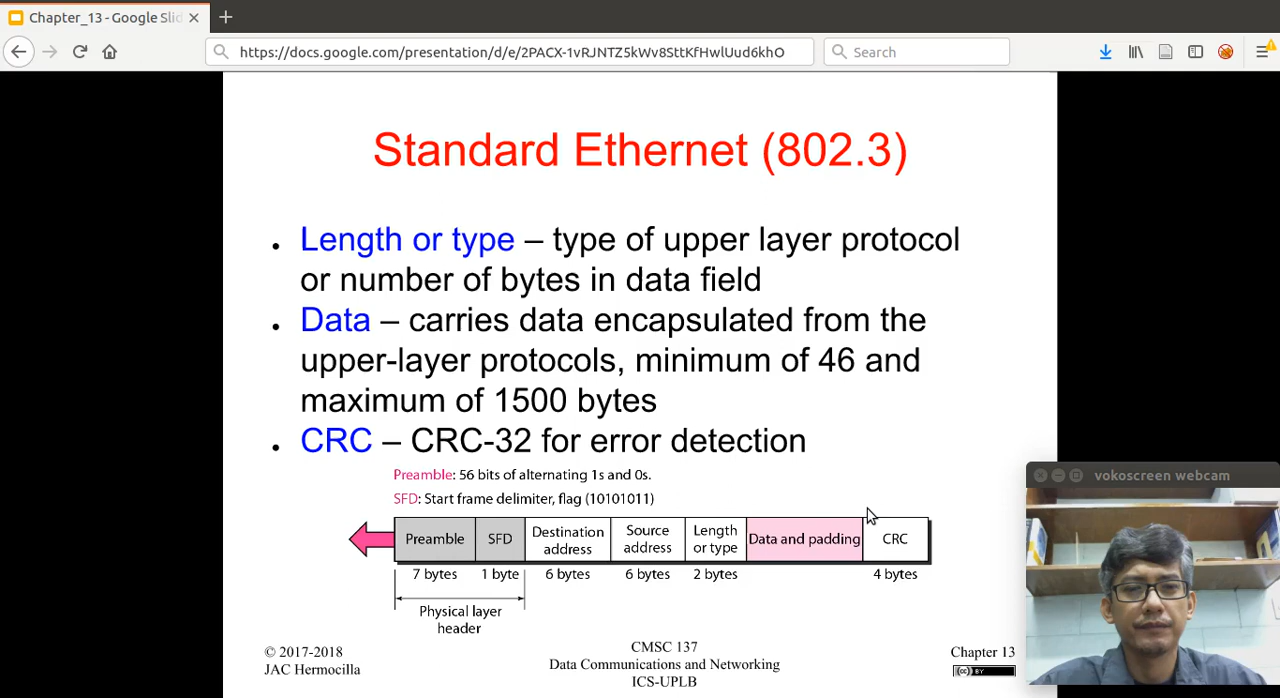 Chapter_13 - Google Slid
https://docs.google.com/presentation/d/e/2PACX-1vRJNTZ5kWv8SttKfHwlUud6khO
Search
Standard Ethernet (802.3)
• Length or type – type of upper layer protocol
or number of bytes in data field
• Data – carries data encapsulated from the
upper-layer protocols, minimum of 46 and
maximum of 1500 bytes
• CRC – CRC-32 for error detection
Preamble: 56 bits of alternating 1s and 0s.
SFD: Start frame delimiter, flag (10101011)
Preamble SFD Destination address Source address Length or type Data and padding CRC
7 bytes 1 byte 6 bytes 6 bytes 2 bytes 4 bytes
Physical layer
header
© 2017-2018
JAC Hermocilla
CMSC 137
Data Communications and Networking
ICS-UPLB
Chapter 13
(cc) BY
vokoscreen webcam